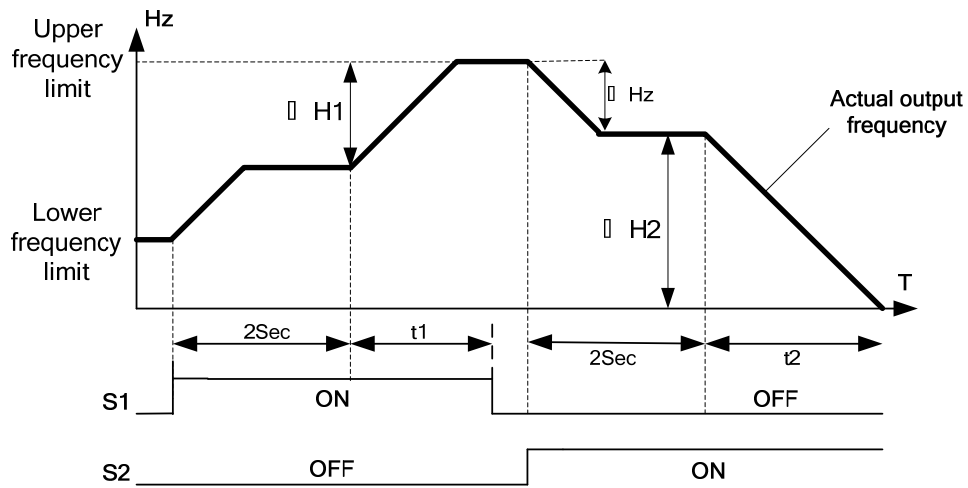 Hz
Upper
frequency
limit
H1
Hz
Actual output
frequency
Lower
frequency
limit
H2
T
2Sec
t1
2Sec
t2
S1
ON
OFF
S2
OFF
ON